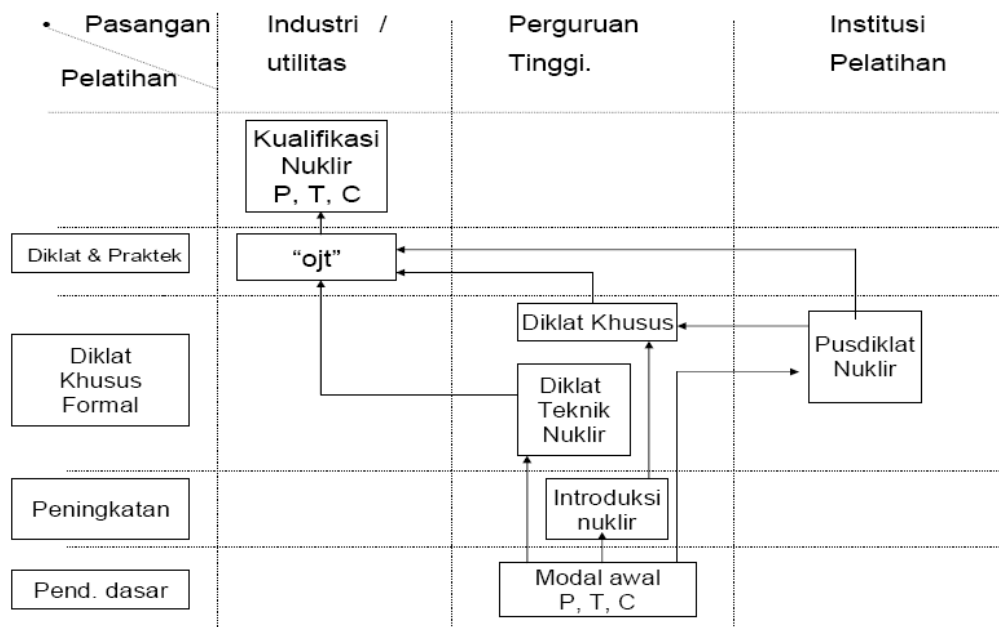 • Pasangan
Pelatihan
Industri /
utilitas
Perguruan
Tinggi.
Institusi
Pelatihan
Kualifikasi
Nuklir
P, T, C
Diklat & Praktek
“ojt”
Diklat
Khusus
Formal
Diklat Khusus
Diklat
Teknik
Nuklir
Pusdiklat
Nuklir
Peningkatan
Introduksi
nuklir
Pend. dasar
Modal awal
P, T, C